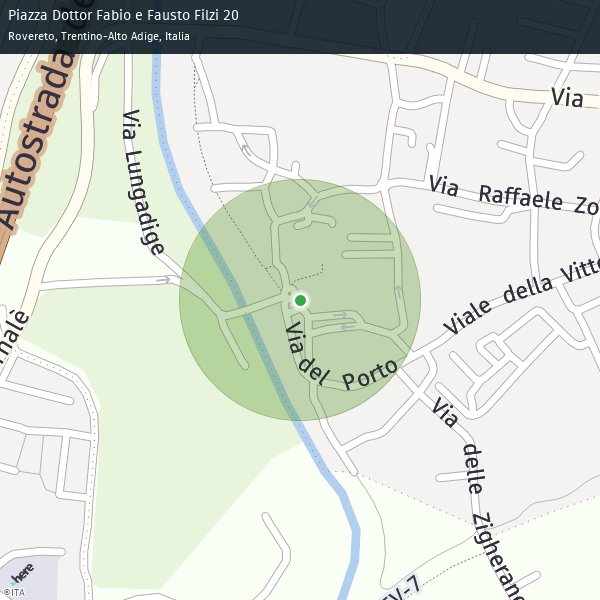 Piazza Dottor Fabio e Fausto Filzi 20
Rovereto, Trentino-Alto Adige, Italia
Via
Autostrada
Via Lungadige
Via Raffaele Zo
Viale della Vitto
Via del Porto
Via delle Zigherane
here
©ITA